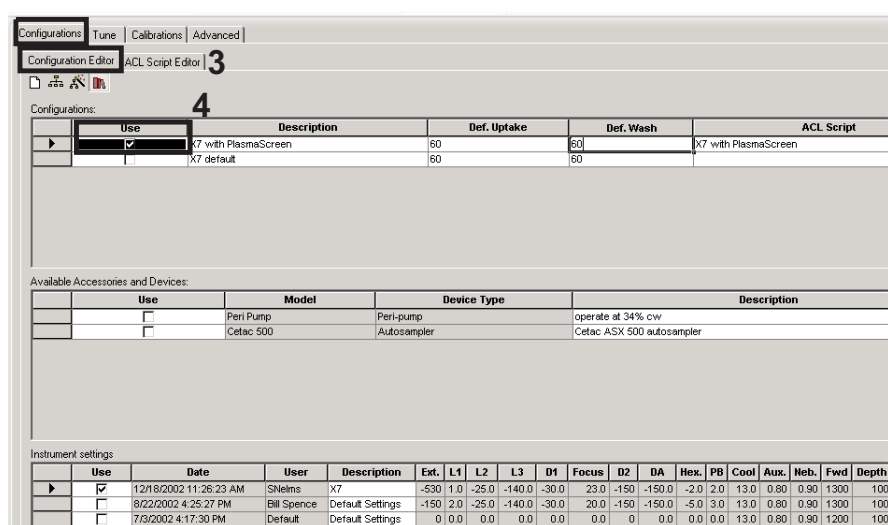 Configurations Tune Calibrations Advanced
Configuration Editor ACL Script Editor 3
4
Configurations:
Use Description Def. Uptake Def. Wash ACL Script
X7 with PlasmaScreen 60 60 X7 with PlasmaScreen
X7 default 60 60
Available Accessories and Devices:
Use Model Device Type Description
Peri Pump Peri-pump operate at 34% cw
Cetac 500 Autosampler Cetac ASX 500 autosampler
Instrument settings
Use Date User Description Ext. L1 L2 L3 D1 Focus D2 DA Hex. PB Cool Aux. Neb. Fwd Depth
12/18/2002 11:26:23 AM SNelms X7 -530 1.0 -25.0 -140.0 -30.0 23.0 -150 -150.0 -2.0 2.0 13.0 0.80 0.90 1300 100
8/22/2002 4:25:27 PM Bill Spence Default Settings -150 2.0 -25.0 -140.0 -30.0 20.0 -150 -150.0 -5.0 3.0 13.0 0.80 0.90 1300 100
7/3/2002 4:17:30 PM Default Default Settings 0 0.0 0.0 0.0 0.0 0.0 0 0.0 0.0 0.0 13.0 0.80 0.90 1200 100